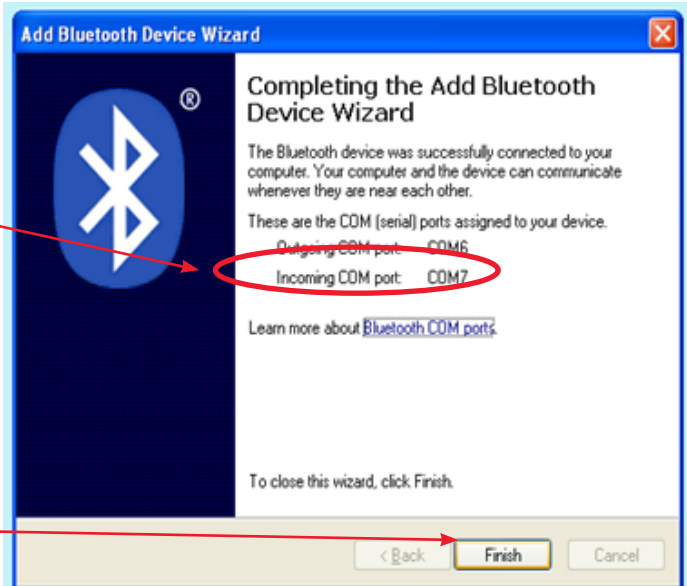 Add Bluetooth Device Wizard
®
Completing the Add Bluetooth
Device Wizard
The Bluetooth device was successfully connected to your
computer. Your computer and the device can communicate
whenever they are near each other.
These are the COM (serial) ports assigned to your device.
Outgoing COM port: COM6
Incoming COM port: COM7
Learn more about Bluetooth COM ports.
To close this wizard, click Finish.
< Back Finish Cancel